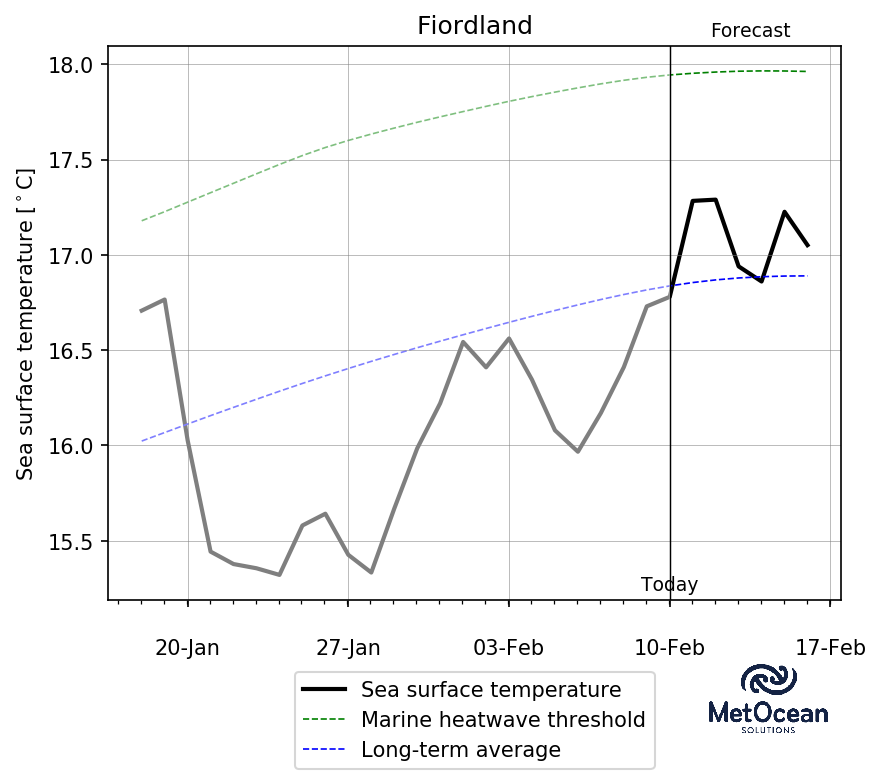 Fiordland
Forecast
18.0
17.5
17.0
16.5
16.0
15.5
Sea surface temperature [°C]
Today
20-Jan 27-Jan 03-Feb 10-Feb 17-Feb
Sea surface temperature
Marine heatwave threshold
Long-term average
MetOcean
SOLUTIONS